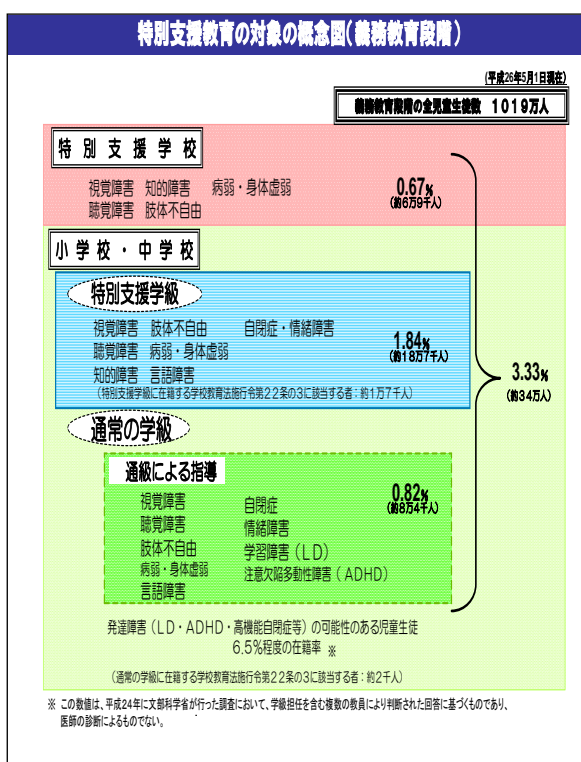 特別支援教育の対象の概念図(義務教育段階)
(平成26年5月1日現在)
義務教育段階の全児童生徒数 1019万人
特別支援学校
視覚障害 知的障害 病弱・身体虚弱
聴覚障害 肢体不自由
0.67%
(約6万9千人)
小学校・中学校
特別支援学級
視覚障害 肢体不自由 自閉症・情緒障害
聴覚障害 病弱・身体虚弱
知的障害 言語障害
(特別支援学級に在籍する学校教育法施行令第22条の3に該当する者:約1万7千人)
1.84%
(約18万7千人)
3.33%
(約34万人)
通常の学級
通級による指導
視覚障害 自閉症
聴覚障害 情緒障害
肢体不自由 学習障害(LD)
病弱・身体虚弱 注意欠陥多動性障害(ADHD)
言語障害
0.82%
(約8万4千人)
発達障害(LD・ADHD・高機能自閉症等)の可能性のある児童生徒
6.5%程度の在籍率 ※
(通常の学級に在籍する学校教育法施行令第22条の3に該当する者:約2千人)
※ この数値は、平成24年に文部科学省が行った調査において、学級担任を含む複数の教員により判断された回答に基づくものであり、
医師の診断によるものでない。